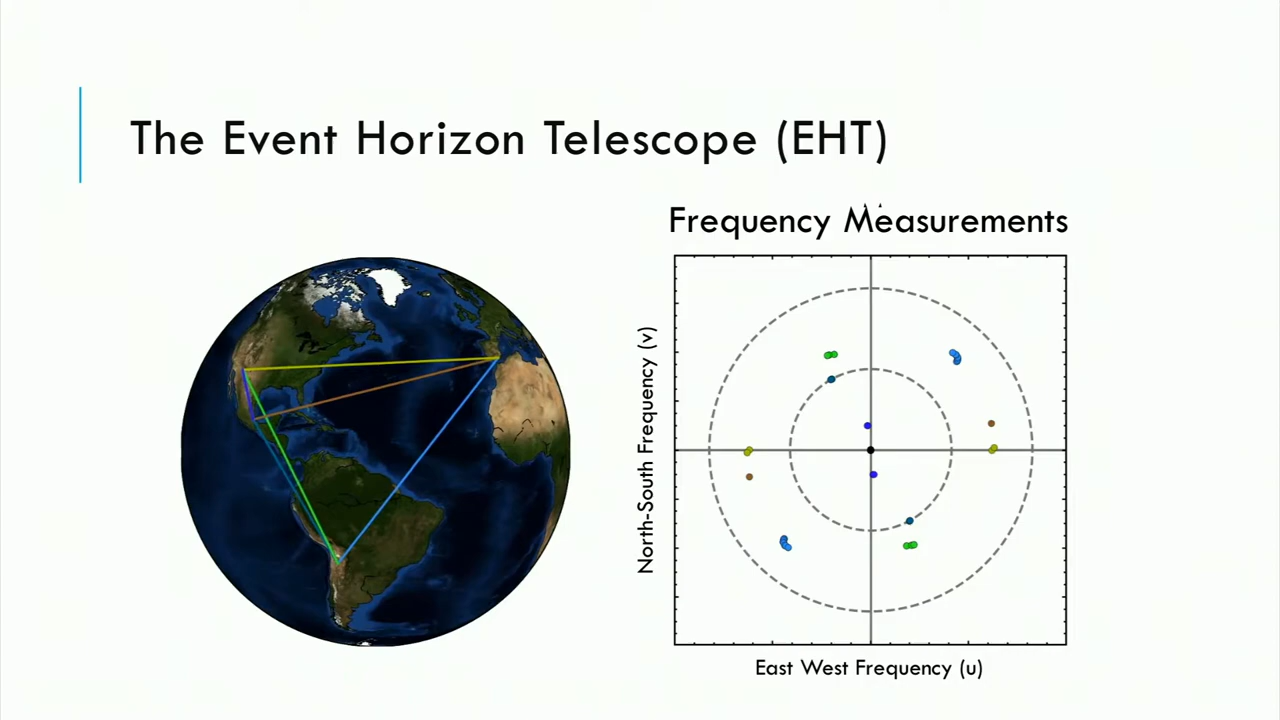 The Event Horizon Telescope (EHT)
Frequency Measurements
North-South Frequency (v)
East West Frequency (u)